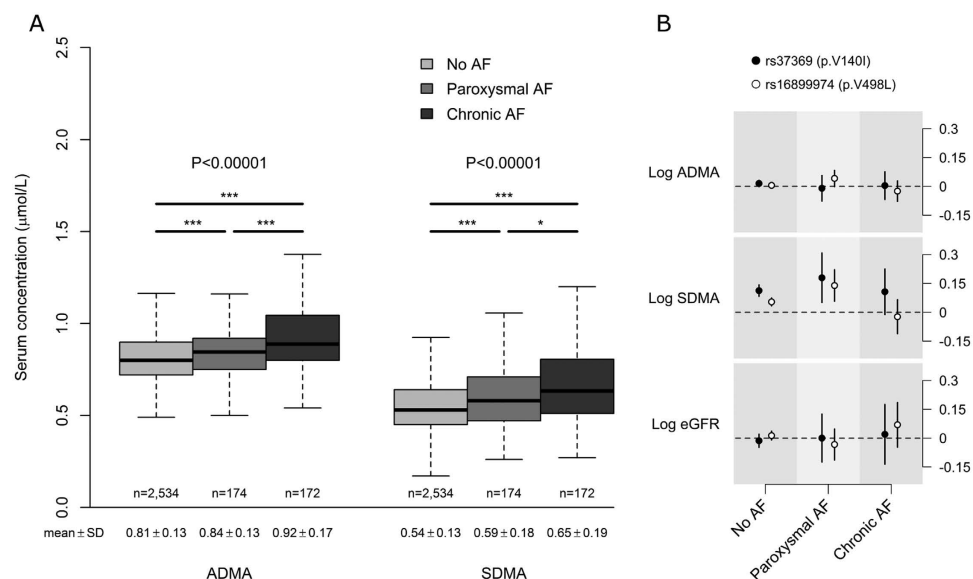 A
Serum concentration (μmol/L)
2.5
2.0
1.5
1.0
0.5
0.0
No AF
Paroxysmal AF
Chronic AF
P<0.00001
***
***
***
P<0.00001
***
***
*
n=2,534
n=174
n=172
n=2,534
n=174
n=172
mean±SD
0.81±0.13
0.84±0.13
0.92±0.17
0.54±0.13
0.59±0.18
0.65±0.19
ADMA
SDMA
B
rs37369 (p.V140I)
rs16899974 (p.V498L)
Log ADMA
0.3
0.15
0
-0.15
Log SDMA
0.3
0.15
0
-0.15
Log eGFR
0.3
0.15
0
-0.15
No AF
Paroxysmal AF
Chronic AF